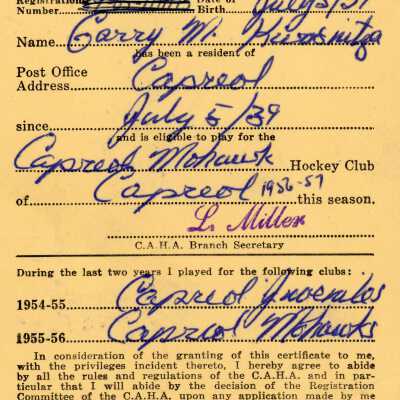 Registration Date of
Number Birth July 5/39
Name Garry M.
has been a resident of
Post Office
Address Capreol
since July 5/39
and is eligible to play for the
Capreol Mohawk Hockey Club
of Capreol 1956-57 this season.
L. Miller
C.A.H.A. Branch Secretary
During the last two years I played for the following clubs:
1954-55 Capreol
1955-56 Capreol Mohawks
In consideration of the granting of this certificate to me,
with the privileges incident thereto, I hereby agree to abide
by all the rules and regulations of the C.A.H.A. and in par-
ticular that I will abide by the decision of the Registration
Committee of the C.A.H.A. upon any application made by me